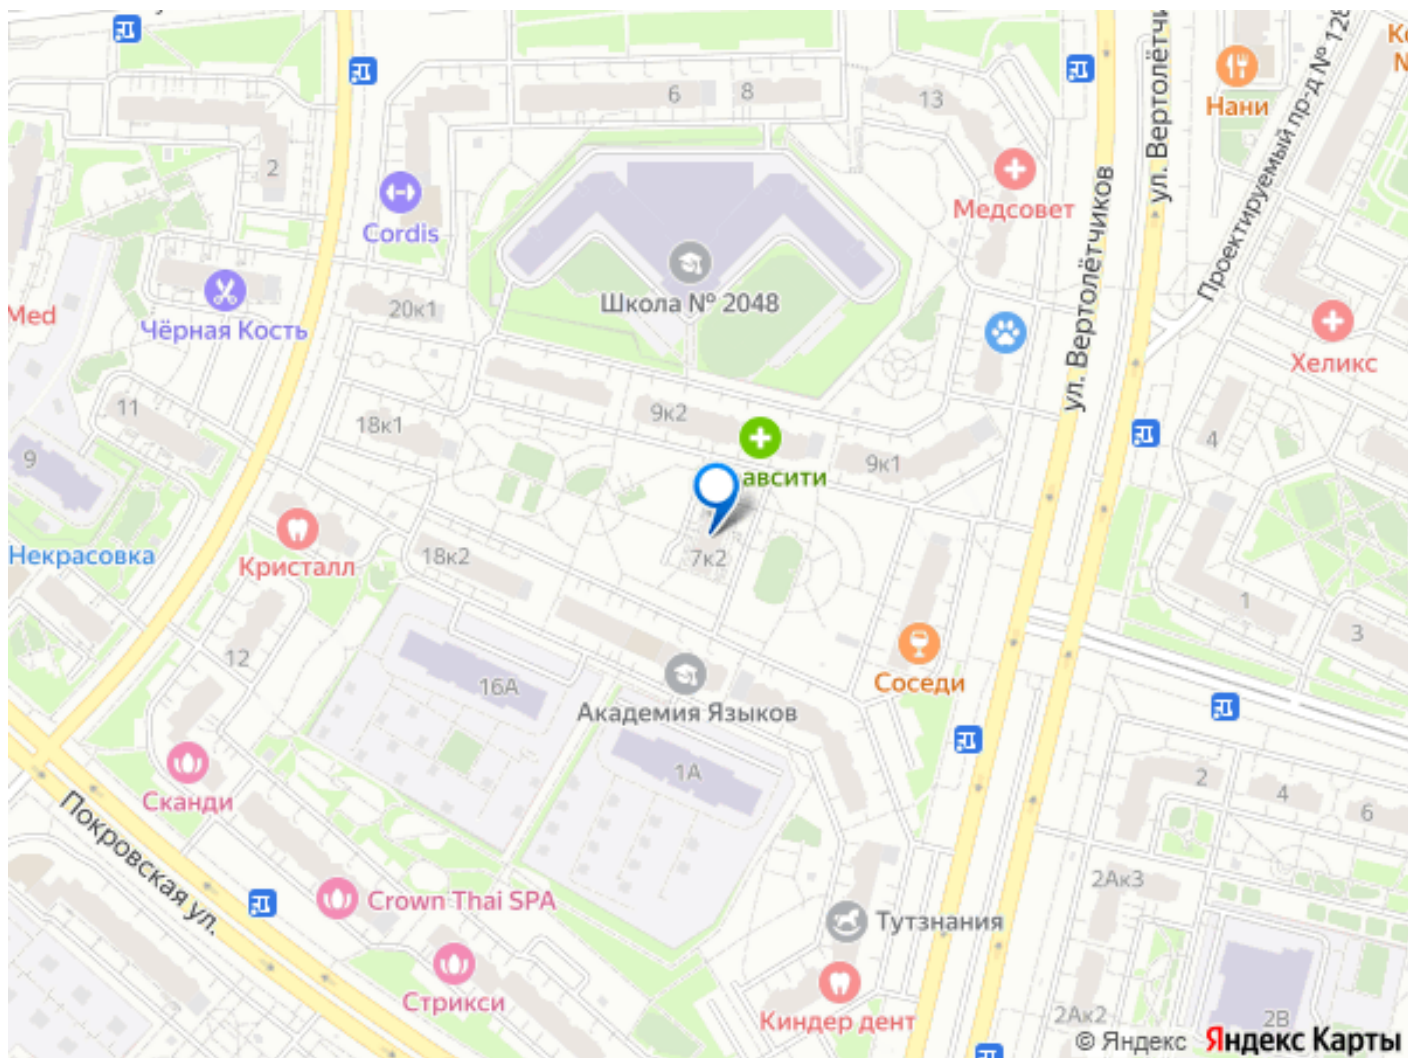 6
8
13
ул. Вертолётчиков
Нани
Проектируемый пр-д № 128
2
Cordis
Медсовет
ул. Вертолётчиков
Med
Чёрная Кость
20к1
Школа № 2048
Хеликс
11
18к1
9к2
9
9к1
4
авсити
Некрасовка
Кристалл
18к2
7к2
1
3
12
16А
Академия Языков
Соседи
Сканди
1А
2
4
6
Покровская ул.
Crown Thai SPA
2Ак3
Тутзнания
Стрикси
Киндер дент
2Ак2
2В
© Яндекс Яндекс Карты